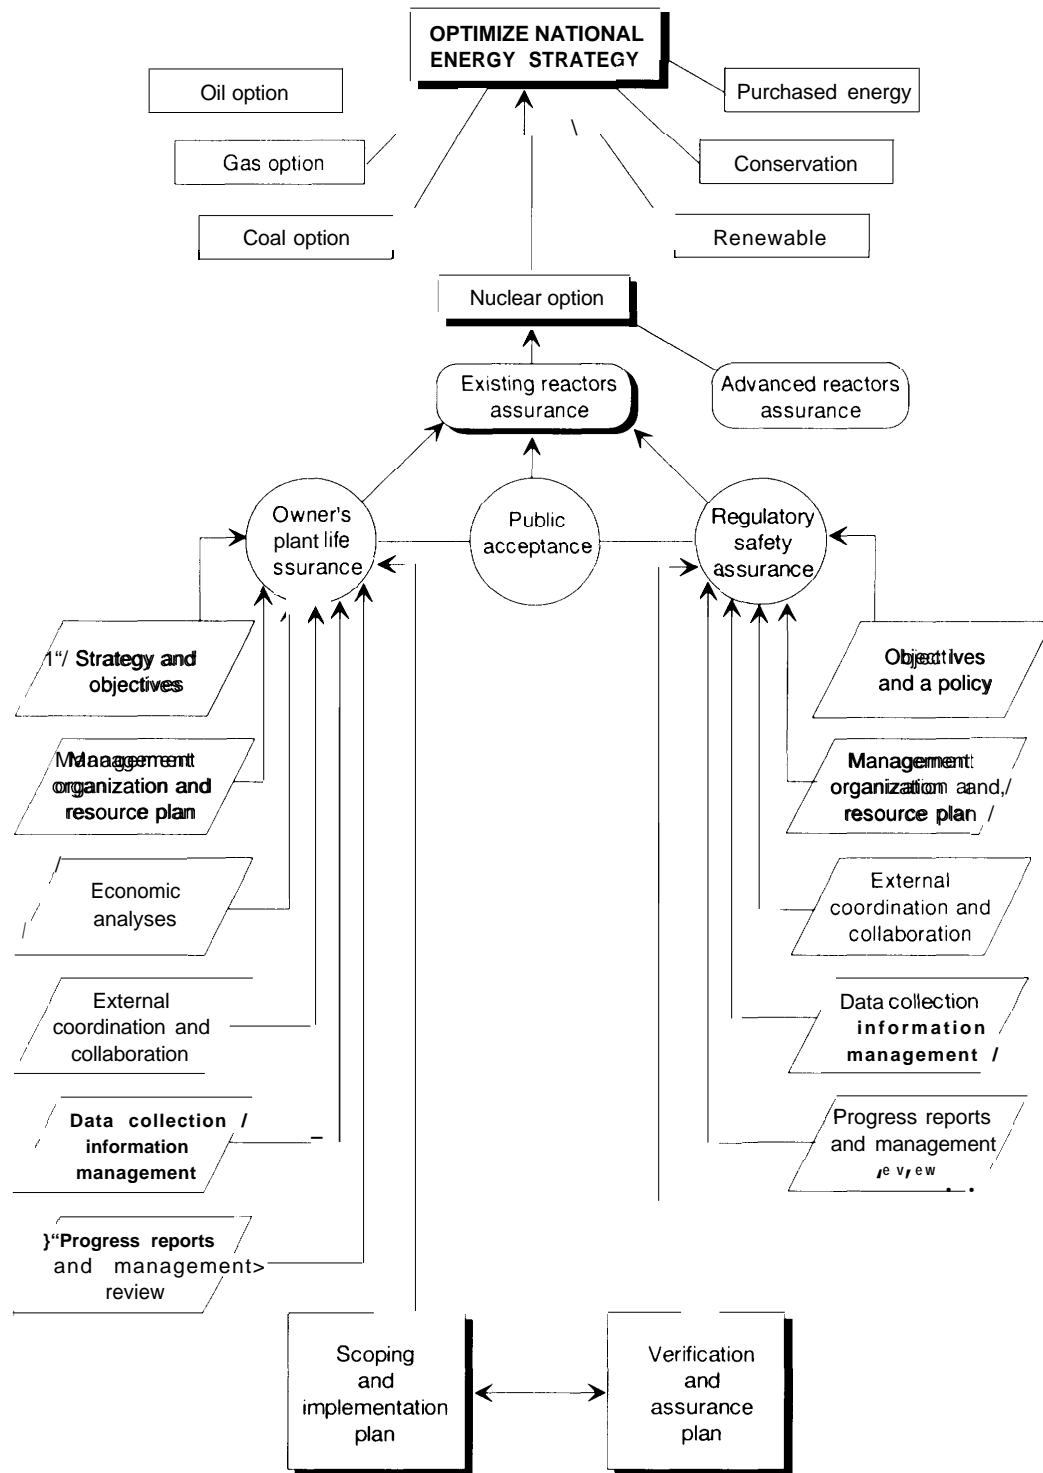 OPTIMIZE NATIONAL
ENERGY STRATEGY
Oil option
Purchased energy
Gas option
Conservation
Coal option
Renewable
Nuclear option
Existing reactors
assurance
Advanced reactors
assurance
Owner's
plant life
ssurance
Public
acceptance
Regulatory
safety
assurance
Strategy and
objectives
Objectives
and a policy
Management
organization and
resource plan
Management
organization and
resource plan
Economic
analyses
External
coordination and
collaboration
External
coordination and
collaboration
Data collection
information
management /
Data collection /
information
management
Progress reports
and management
Progress reports
and management>
review
Scoping
and
implementation
plan
Verification
and
assurance
plan